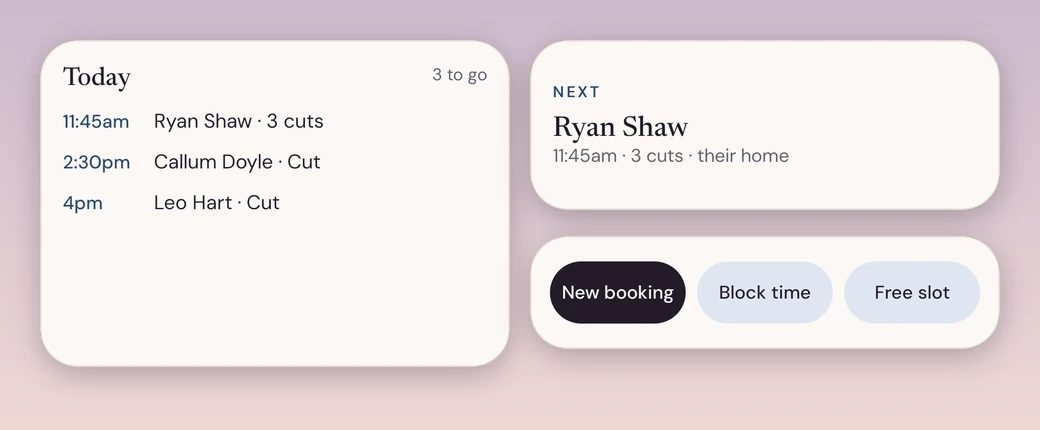 Today
3 to go
11:45am Ryan Shaw · 3 cuts
2:30pm Callum Doyle · Cut
4pm Leo Hart · Cut
NEXT
Ryan Shaw
11:45am · 3 cuts · their home
New booking
Block time
Free slot